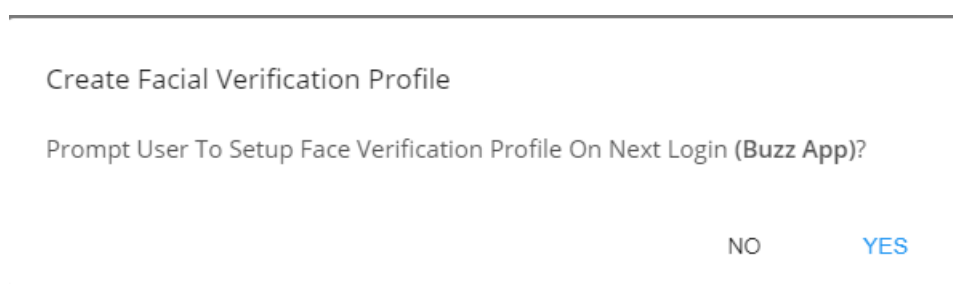 Create Facial Verification Profile
Prompt User To Setup Face Verification Profile On Next Login (Buzz App)?
NO YES